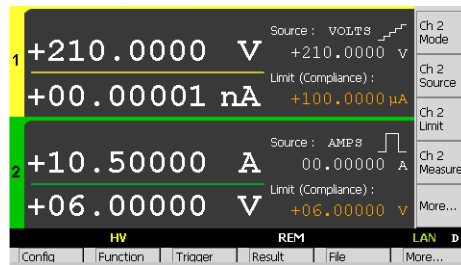 1
+210.0000 V
Source : VOLTS
+210.0000 V
+00.00001 nA
Limit (Compliance) :
+100.0000 µA
2
+10.50000 A
Source : AMPS
00.00000 A
+06.00000 V
Limit (Compliance) :
+06.00000 V
Ch 2
Mode
Ch 2
Source
Ch 2
Limit
Ch 2
Measure
More...
HV REM LAN D
Config Function Trigger Result File More...